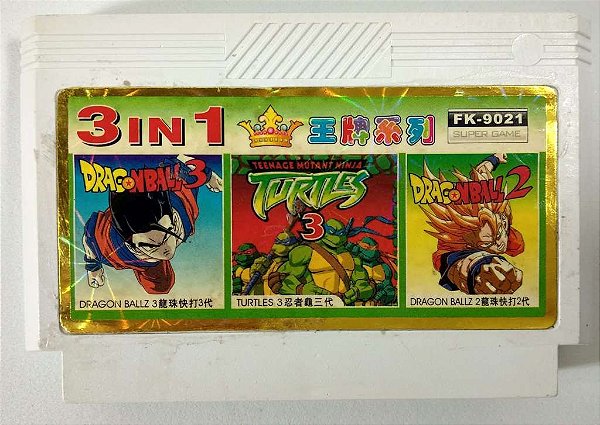 3 IN 1 王牌系列 FK-9021
SUPER GAME
DRAGONBALL 3
TEENAGE MUTANT NINJA
TURTLES
3
DRAGONBALL 2
DRAGON BALLZ 3龍珠快打3代
TURTLES 3忍者龜三代
DRAGON BALLZ 2龍珠快打2代